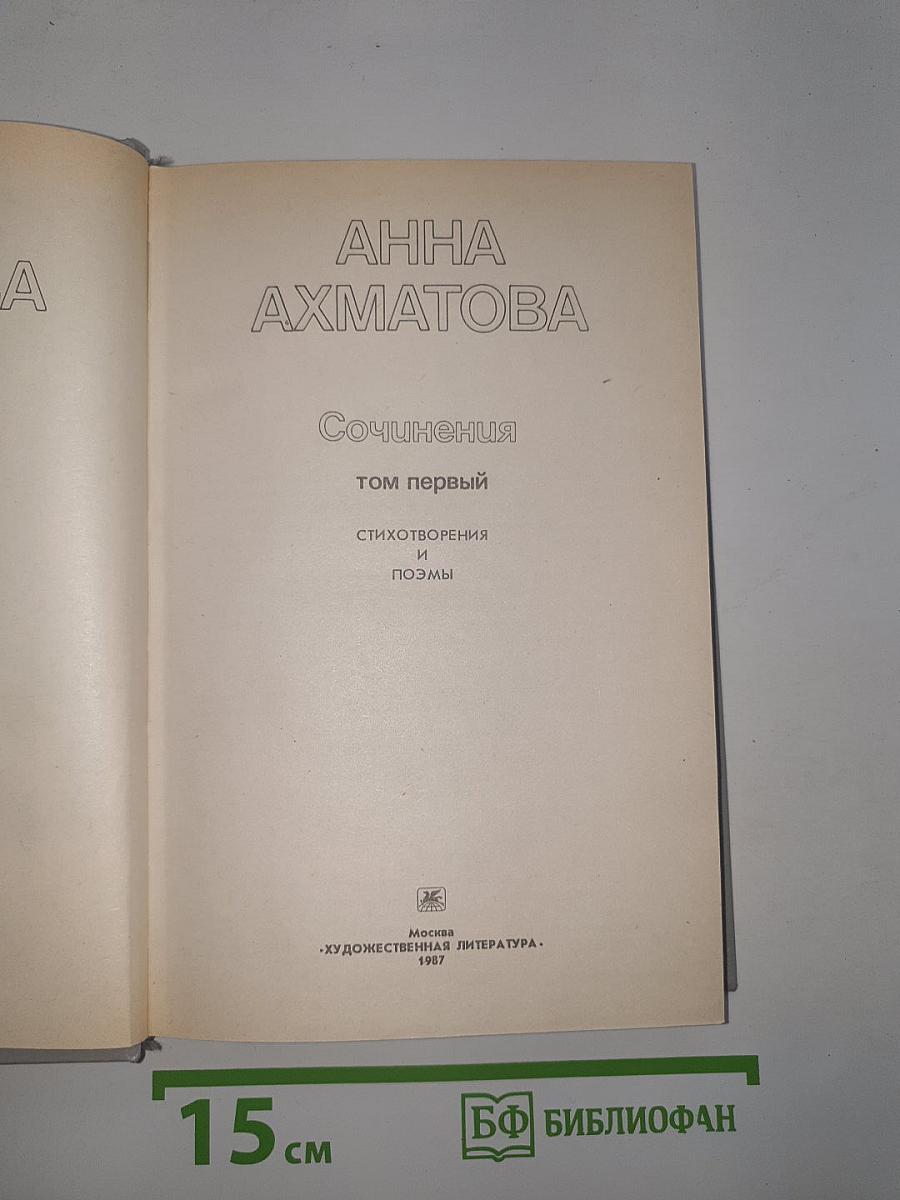 АННА
АХМАТОВА
Сочинения
том первый
СТИХОТВОРЕНИЯ
И
ПОЭМЫ
Москва
«ХУДОЖЕСТВЕННАЯ ЛИТЕРАТУРА»
1987
15 см
БФ БИБЛИОФАН